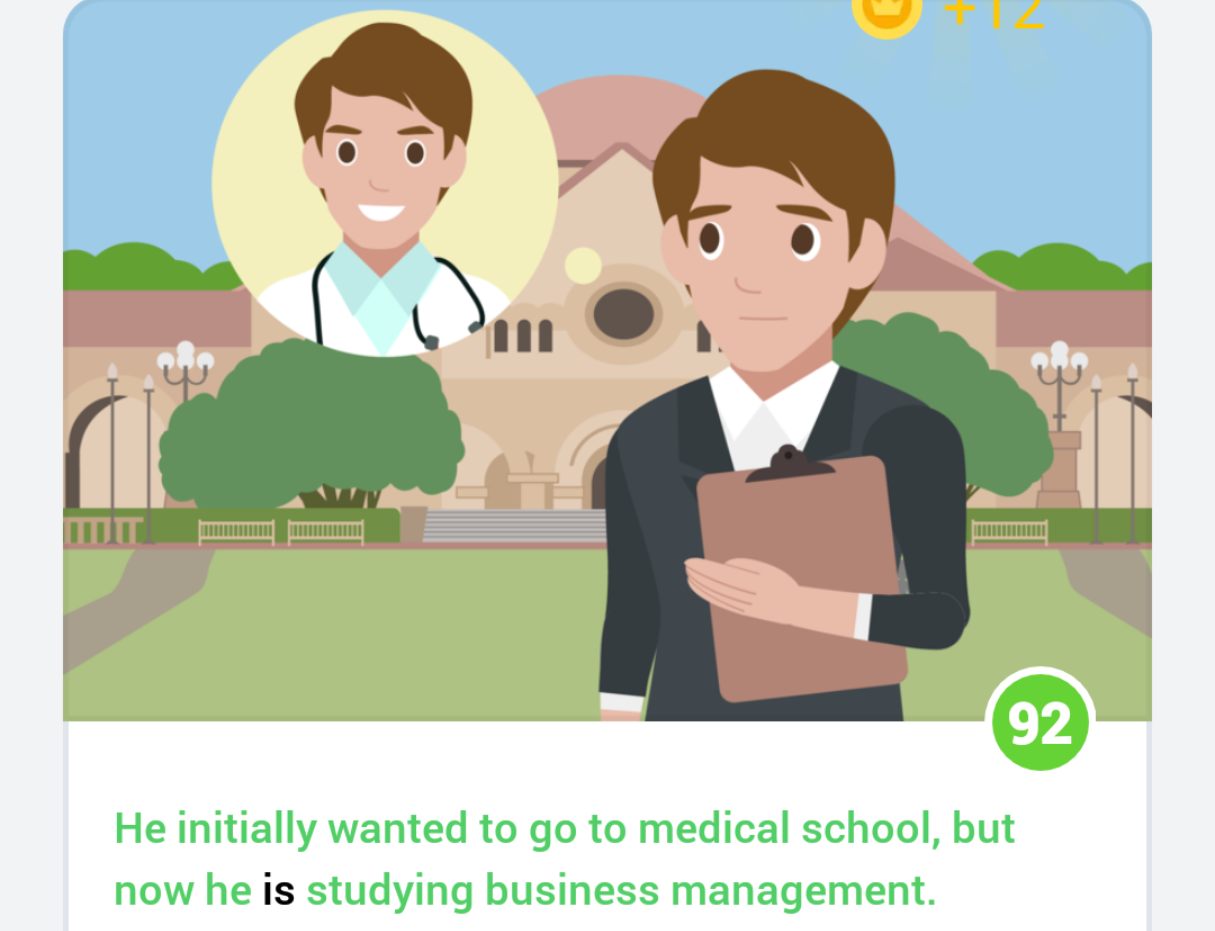 +12
92
He initially wanted to go to medical school, but
now he is studying business management.